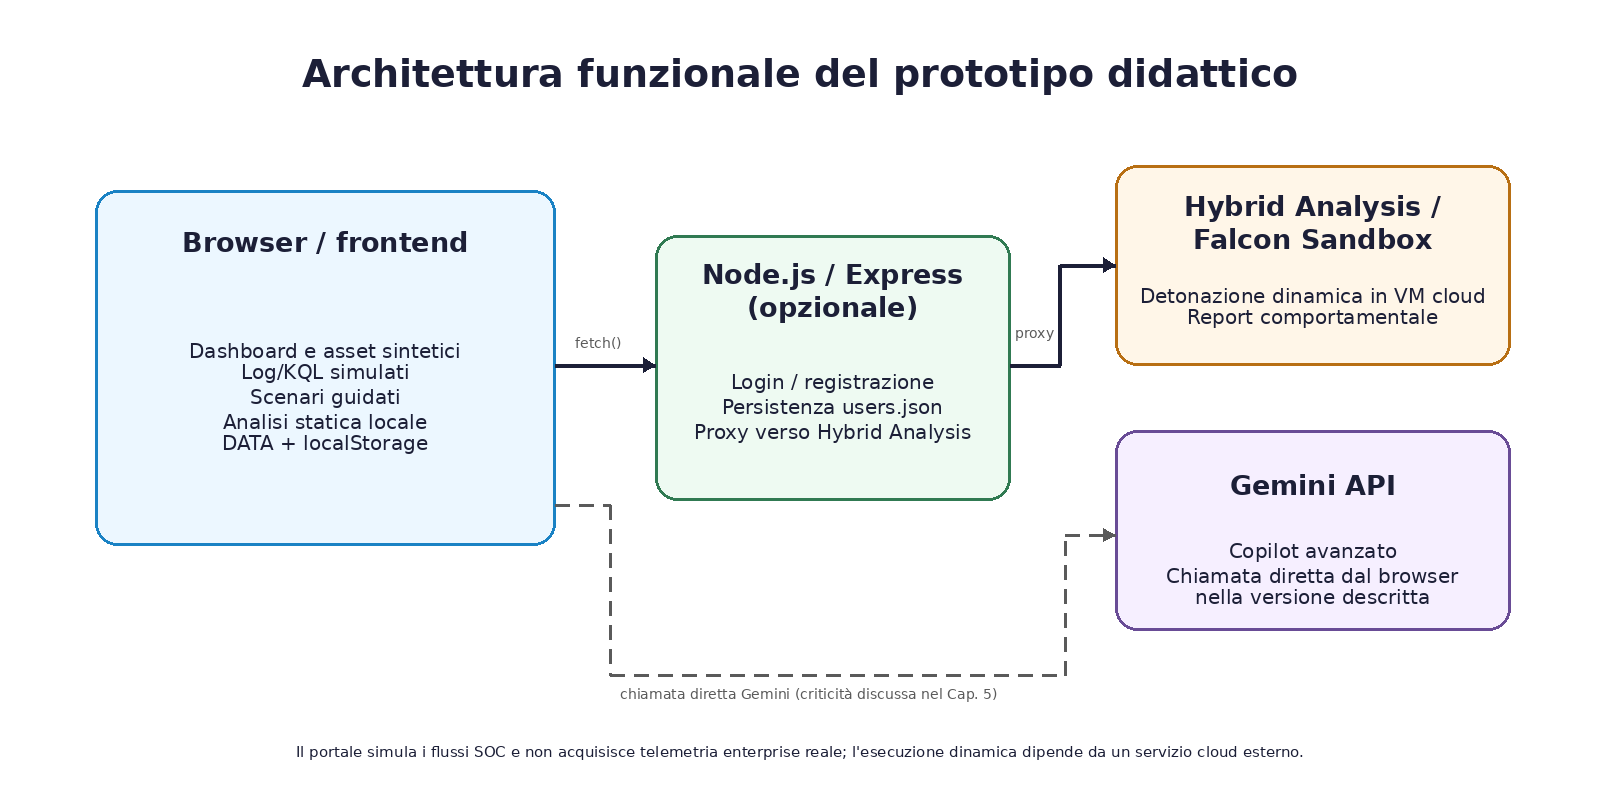 Architettura funzionale del prototipo didattico
Browser / frontend
Dashboard e asset sintetici
Log/KQL simulati
Scenari guidati
Analisi statica locale
DATA + localStorage
fetch()
Node.js / Express
(opzionale)
Login / registrazione
Persistenza users.json
Proxy verso Hybrid Analysis
proxy
Hybrid Analysis /
Falcon Sandbox
Detonazione dinamica in VM cloud
Report comportamentale
Gemini API
Copilot avanzato
Chiamata diretta dal browser
nella versione descritta
chiamata diretta Gemini (criticità discussa nel Cap. 5)
Il portale simula i flussi SOC e non acquisisce telemetria enterprise reale; l'esecuzione dinamica dipende da un servizio cloud esterno.